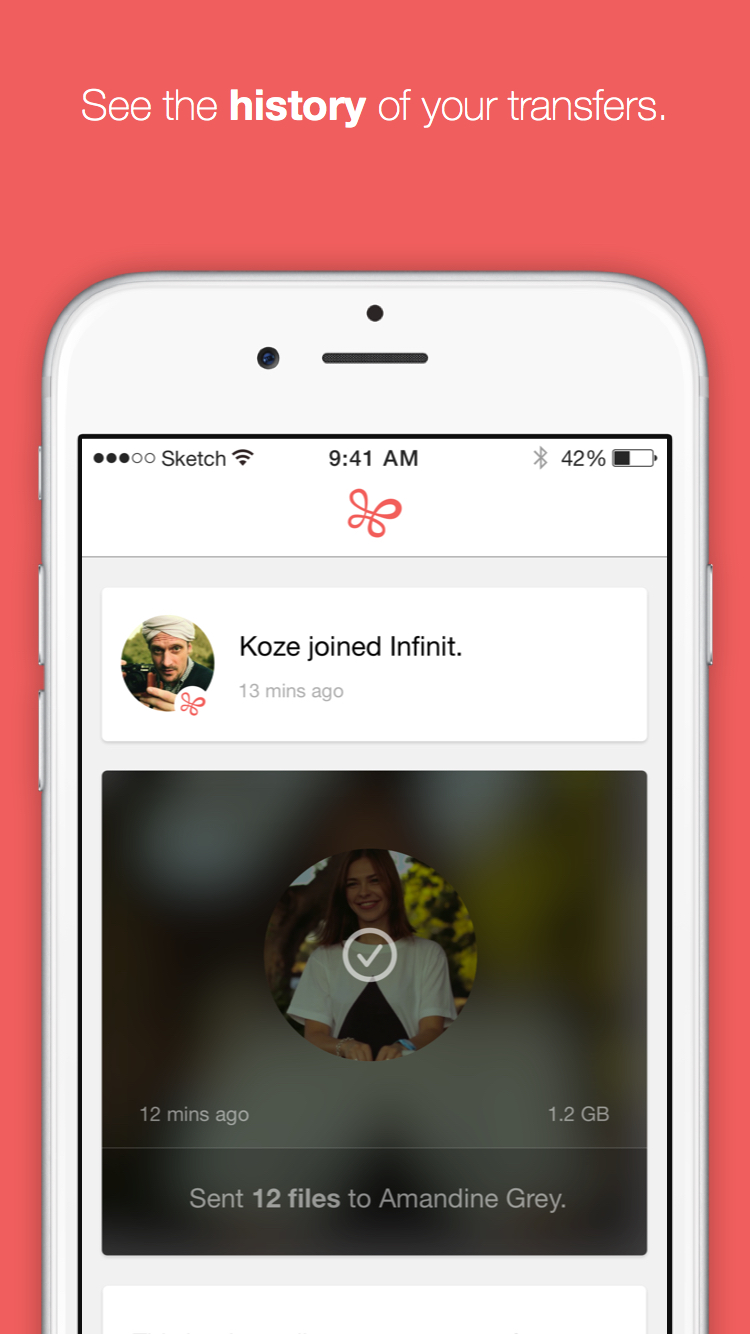 See the history of your transfers.
Sketch 9:41 AM 42%
Koze joined Infinit.
13 mins ago
12 mins ago 1.2 GB
Sent 12 files to Amandine Grey.